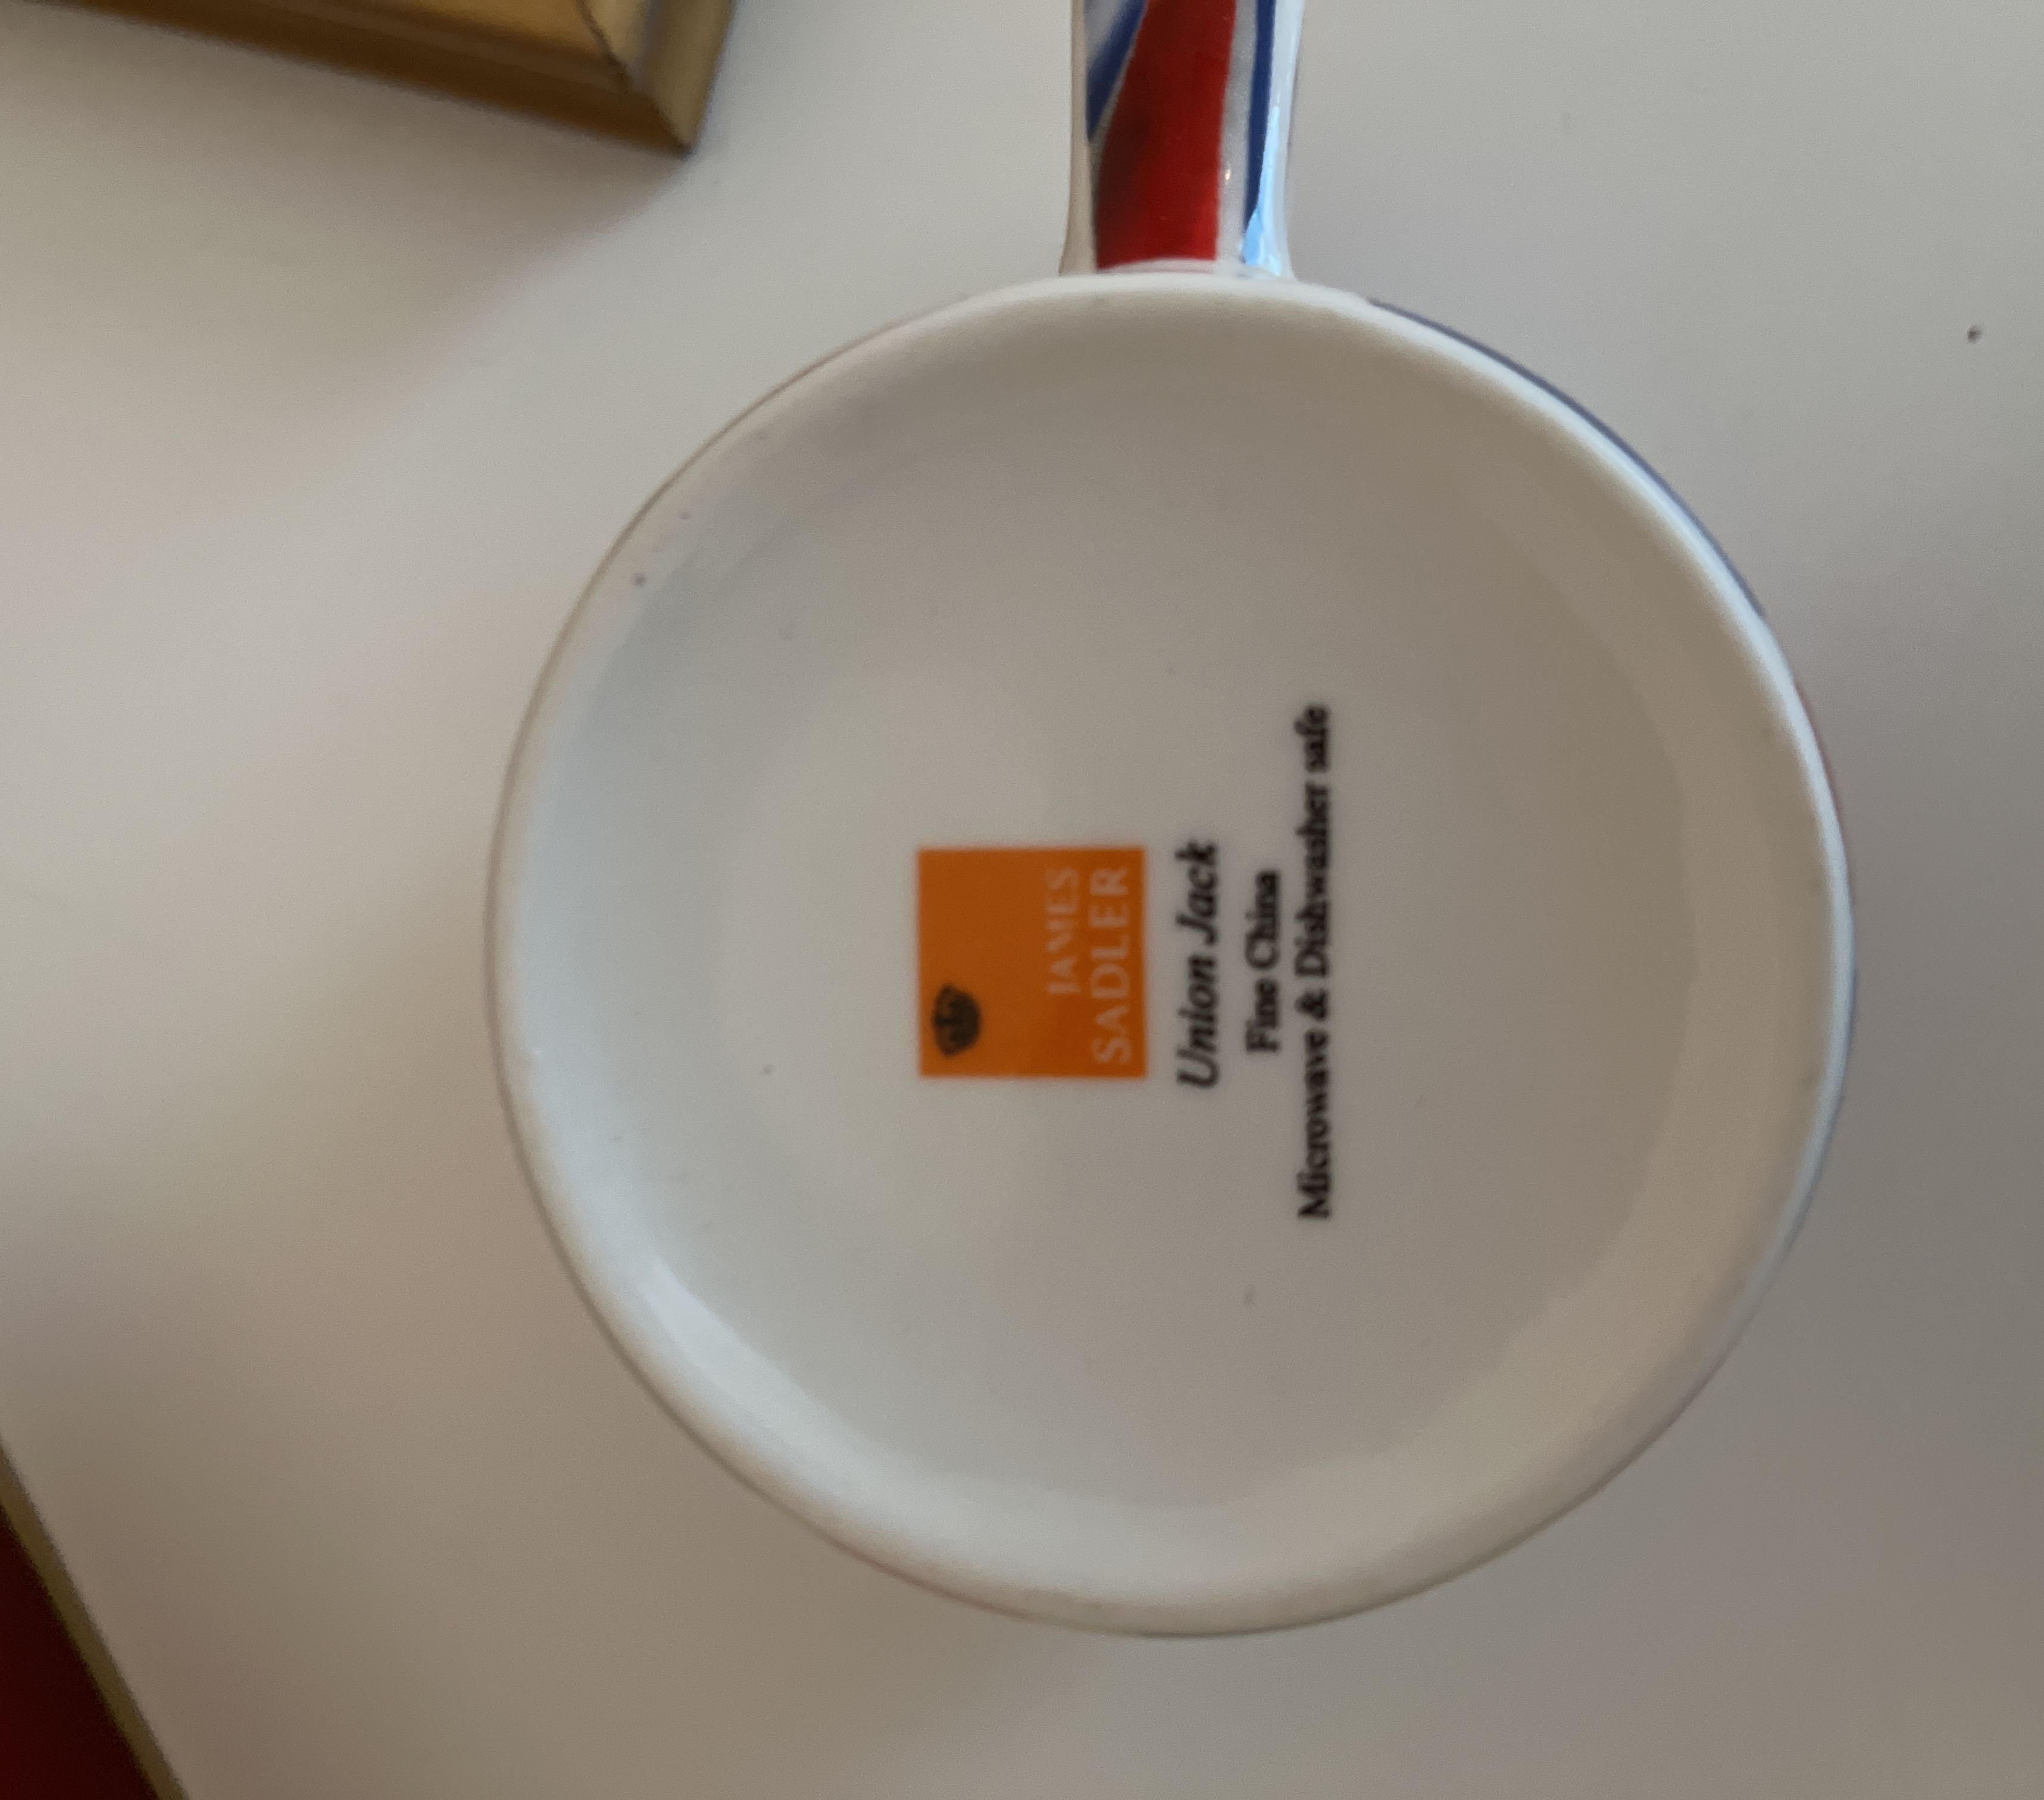 JAMES
SADLER
Union Jack
Fine China
Microwave & Dishwasher safe